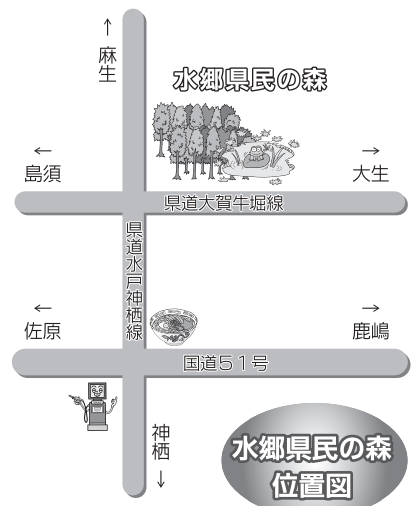 ↑
麻生
水郷県民の森
←
島須
→
大生
県道大賀牛堀線
県道水戸神栖線
←
佐原
→
鹿嶋
国道51号
神栖
↓
水郷県民の森
位置図